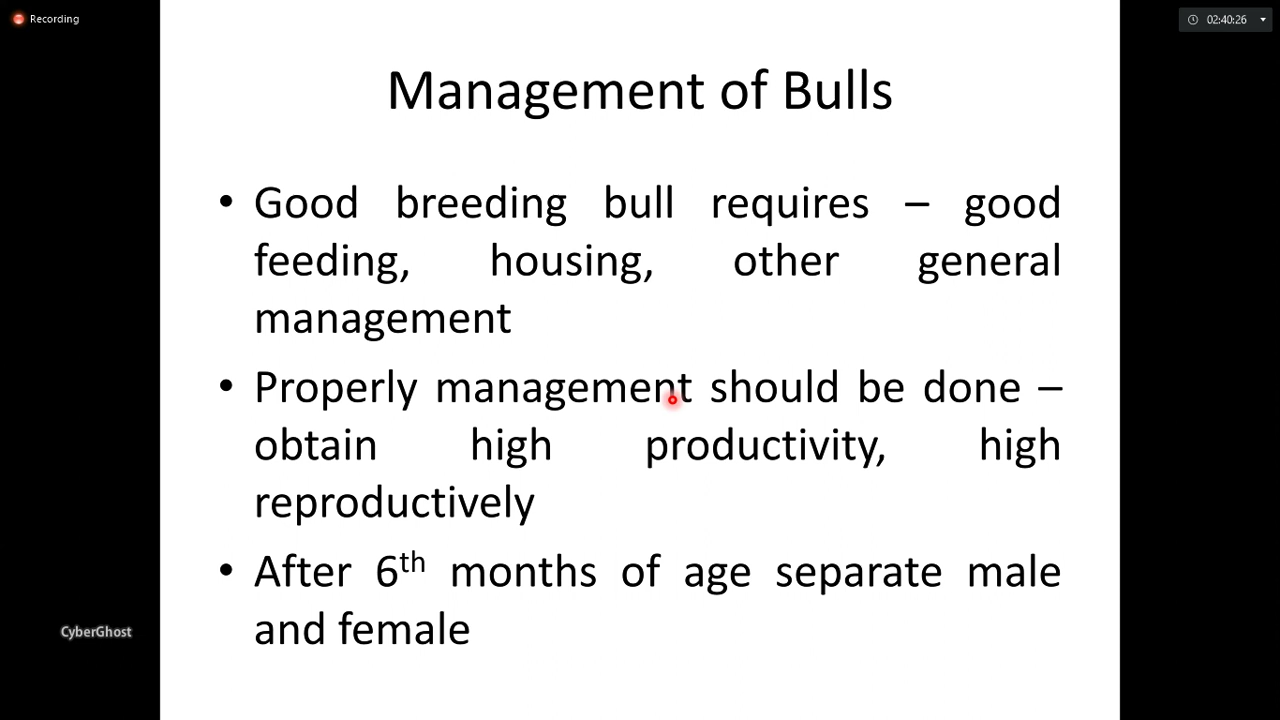 Recording
02:40:26
Management of Bulls
• Good breeding bull requires – good
feeding, housing, other general
management
• Properly management should be done –
obtain high productivity, high
reproductively
• After 6th months of age separate male
and female
CyberGhost